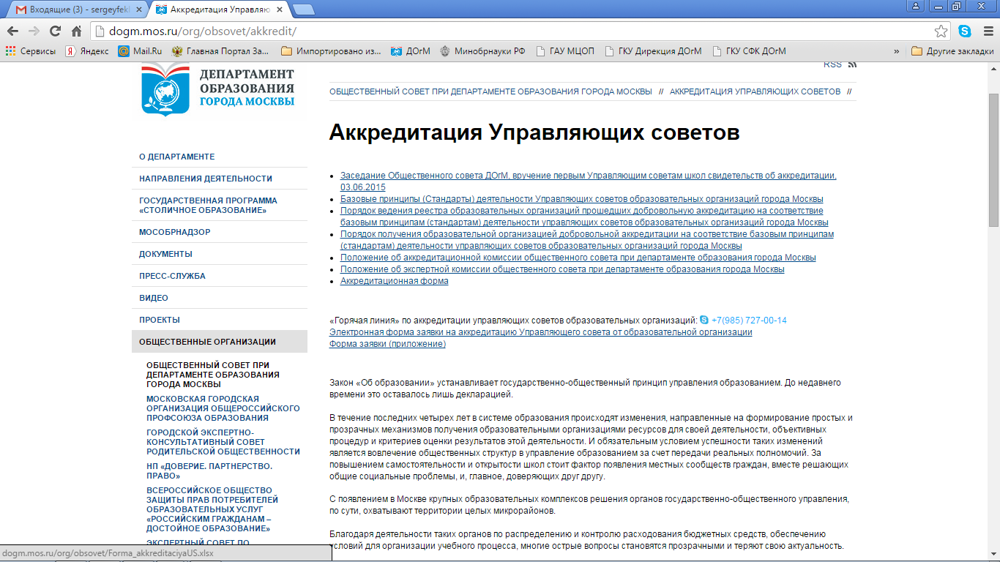 Входящие (3) - sergeyfek
Аккредитация Управляю
dogm.mos.ru/org/obsovet/akkredit/
Сервисы
Яндекс
Mail.Ru
Главная Портал За...
Импортировано из...
ДОгМ
Минобрнауки РФ
ГАУ МЦОП
ГКУ Дирекция ДОгМ
ГКУ СФК ДОгМ
»
Другие закладки
ДЕПАРТАМЕНТ
ОБРАЗОВАНИЯ
ГОРОДА МОСКВЫ
RSS
ОБЩЕСТВЕННЫЙ СОВЕТ ПРИ ДЕПАРТАМЕНТЕ ОБРАЗОВАНИЯ ГОРОДА МОСКВЫ // АККРЕДИТАЦИЯ УПРАВЛЯЮЩИХ СОВЕТОВ //
О ДЕПАРТАМЕНТЕ
НАПРАВЛЕНИЯ ДЕЯТЕЛЬНОСТИ
ГОСУДАРСТВЕННАЯ ПРОГРАММА
«СТОЛИЧНОЕ ОБРАЗОВАНИЕ»
МОСОБРНАДЗОР
ДОКУМЕНТЫ
ПРЕСС-СЛУЖБА
ВИДЕО
ПРОЕКТЫ
ОБЩЕСТВЕННЫЕ ОРГАНИЗАЦИИ
ОБЩЕСТВЕННЫЙ СОВЕТ ПРИ
ДЕПАРТАМЕНТЕ ОБРАЗОВАНИЯ
ГОРОДА МОСКВЫ
МОСКОВСКАЯ ГОРОДСКАЯ
ОРГАНИЗАЦИЯ ОБЩЕРОССИЙСКОГО
ПРОФСОЮЗА ОБРАЗОВАНИЯ
ГОРОДСКОЙ ЭКСПЕРТНО-
КОНСУЛЬТАТИВНЫЙ СОВЕТ
РОДИТЕЛЬСКОЙ ОБЩЕСТВЕННОСТИ
НП «ДОВЕРИЕ. ПАРТНЕРСТВО.
ПРАВО»
ВСЕРОССИЙСКОЕ ОБЩЕСТВО
ЗАЩИТЫ ПРАВ ПОТРЕБИТЕЛЕЙ
ОБРАЗОВАТЕЛЬНЫХ УСЛУГ
«РОССИЙСКИМ ГРАЖДАНАМ –
ДОСТОЙНОЕ ОБРАЗОВАНИЕ»
ЭКСПЕРТНЫЙ СОВЕТ ПО
Аккредитация Управляющих советов
Заседание Общественного совета ДОгМ, вручение первым Управляющим советам школ свидетельств об аккредитации,
03.06.2015
Базовые принципы (Стандарты) деятельности Управляющих советов образовательных организаций города Москвы
Порядок ведения реестра образовательных организаций прошедших добровольную аккредитацию на соответствие
базовым принципам (стандартам) деятельности управляющих советов образовательных организаций города Москвы
Порядок получения образовательной организацией добровольной аккредитации на соответствие базовым принципам
(стандартам) деятельности управляющих советов образовательных организаций города Москвы
Положение об аккредитационной комиссии общественного совета при департаменте образования города Москвы
Положение об экспертной комиссии общественного совета при департаменте образования города Москвы
Аккредитационная форма
«Горячая линия» по аккредитации управляющих советов образовательных организаций: +7(985) 727-00-14
Электронная форма заявки на аккредитацию Управляющего совета от образовательной организации
Форма заявки (приложение)
Закон «Об образовании» устанавливает государственно-общественный принцип управления образованием. До недавнего
времени это оставалось лишь декларацией.
В течение последних четырех лет в системе образования происходят изменения, направленные на формирование простых и
прозрачных механизмов получения образовательными организациями ресурсов для своей деятельности, объективных
процедур и критериев оценки результатов этой деятельности. И обязательным условием успешности таких изменений
является вовлечение общественных структур в управление образованием за счет передачи реальных полномочий. За
повышением самостоятельности и открытости школ стоит фактор появления местных сообществ граждан, вместе решающих
общие социальные проблемы, и, главное, доверяющих друг другу.
С появлением в Москве крупных образовательных комплексов решения органов государственно-общественного управления,
по сути, охватывают территории целых микрорайонов.
Благодаря деятельности таких органов по распределению и контролю расходования бюджетных средств, обеспечению
условий для организации учебного процесса, многие острые вопросы становятся прозрачными и теряют свою актуальность.
dogm.mos.ru/org/obsovet/Forma_akkreditaciyaUS.xlsx